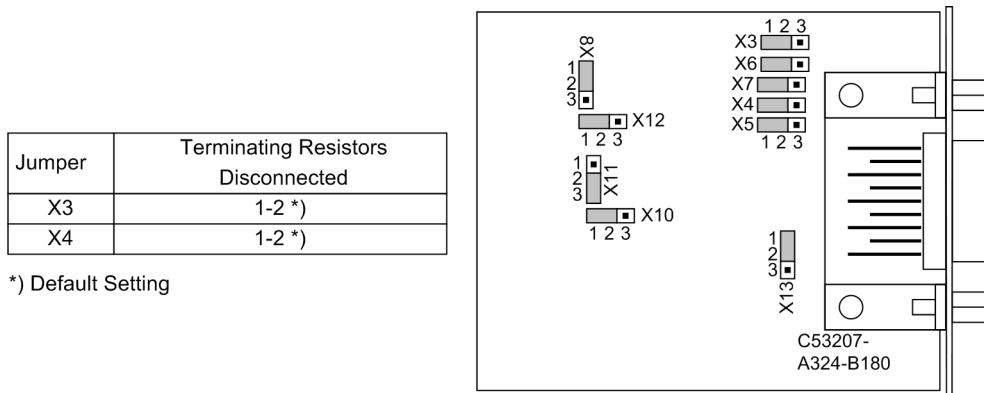 Jumper
Terminating Resistors
Disconnected
X3
1-2 *)
X4
1-2 *)
*) Default Setting
X8
1
2
3
X12
1 2 3
1
2
3
X11
X10
1 2 3
1 2 3
X3
X6
X7
X4
X5
1 2 3
1
2
3
X13
C53207-
A324-B180